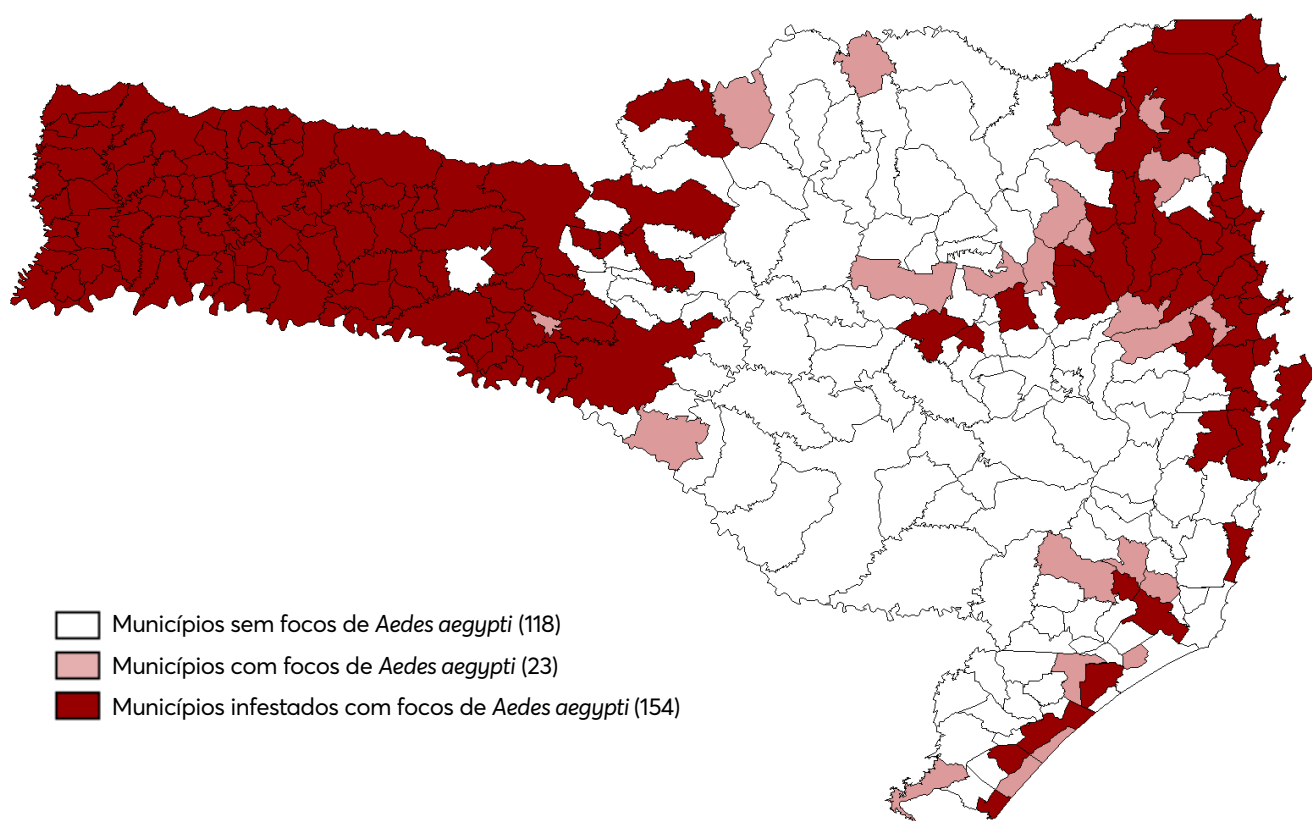 Municípios sem focos de Aedes aegypti (118)
Municípios com focos de Aedes aegypti (23)
Municípios infestados com focos de Aedes aegypti (154)